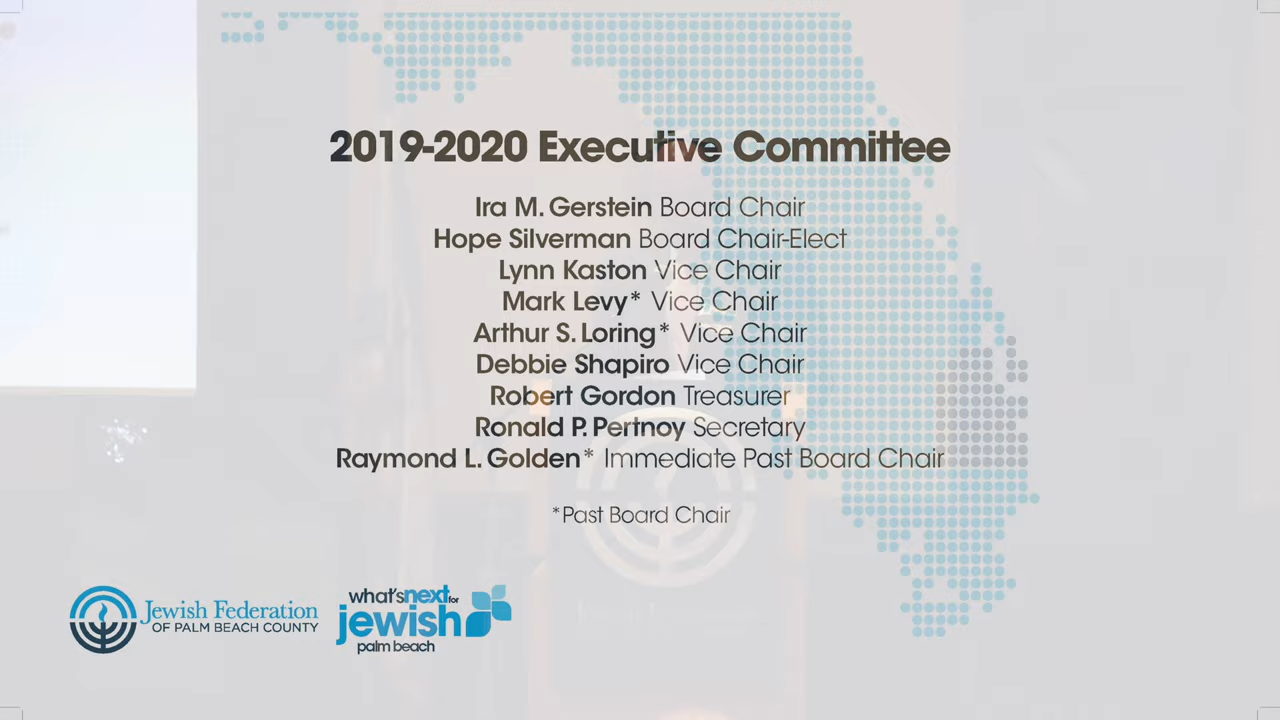 2019-2020 Executive Committee
Ira M. Gerstein Board Chair
Hope Silverman Board Chair-Elect
Lynn Kaston Vice Chair
Mark Levy* Vice Chair
Arthur S. Loring* Vice Chair
Debbie Shapiro Vice Chair
Robert Gordon Treasurer
Ronald P. Pertnoy Secretary
Raymond L. Golden* Immediate Past Board Chair
*Past Board Chair
Jewish Federation
OF PALM BEACH COUNTY
what'snextfor
jewish
palm beach